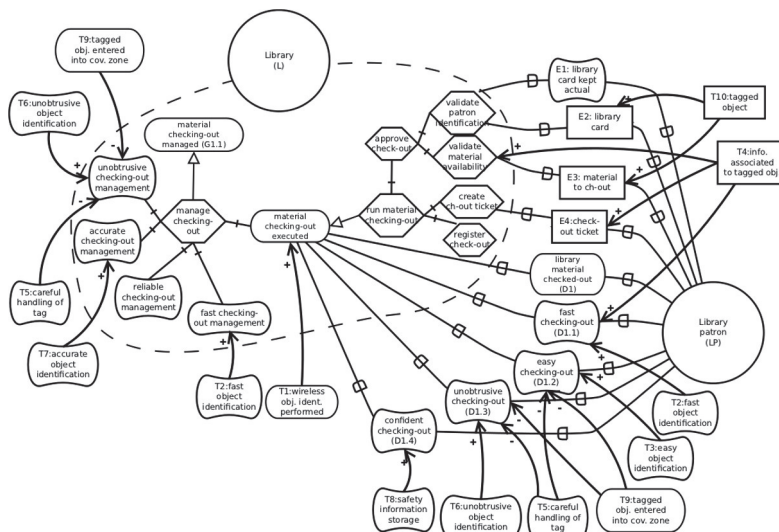 T9:tagged
obj. entered
into cov. zone
Library
(L)
E1: library
card kept
actual
T6:unobtrusive
object
identification
material
checking-out
managed (G1.1)
validate
patron
identification
T10:tagged
object
E2: library
card
approve
check-out
validate
material
availability
T4:info.
associated
to tagged obj
unobtrusive
checking-out
management
E3: material
to ch-out
manage
checking-
out
material
checking-out
executed
run material
checking-out
create
ch-out ticket
E4:check-
out ticket
accurate
checking-out
management
register
check-out
library
material
checked-out
(D1)
T5:careful
handling of
tag
reliable
checking-out
management
fast checking-
out management
fast
checking-out
(D1.1)
Library
patron
(LP)
T7:accurate
object
identification
easy
checking-out
(D1.2)
T2:fast
object
identification
T1:wireless
obj. ident.
performed
unobtrusive
checking-out
(D1.3)
T2:fast
object
identification
confident
checking-out
(D1.4)
T3:easy
object
identification
T8:safety
information
storage
T6:unobtrusive
object
identification
T5:careful
handling of
tag
T9:tagged
obj. entered
into cov. zone